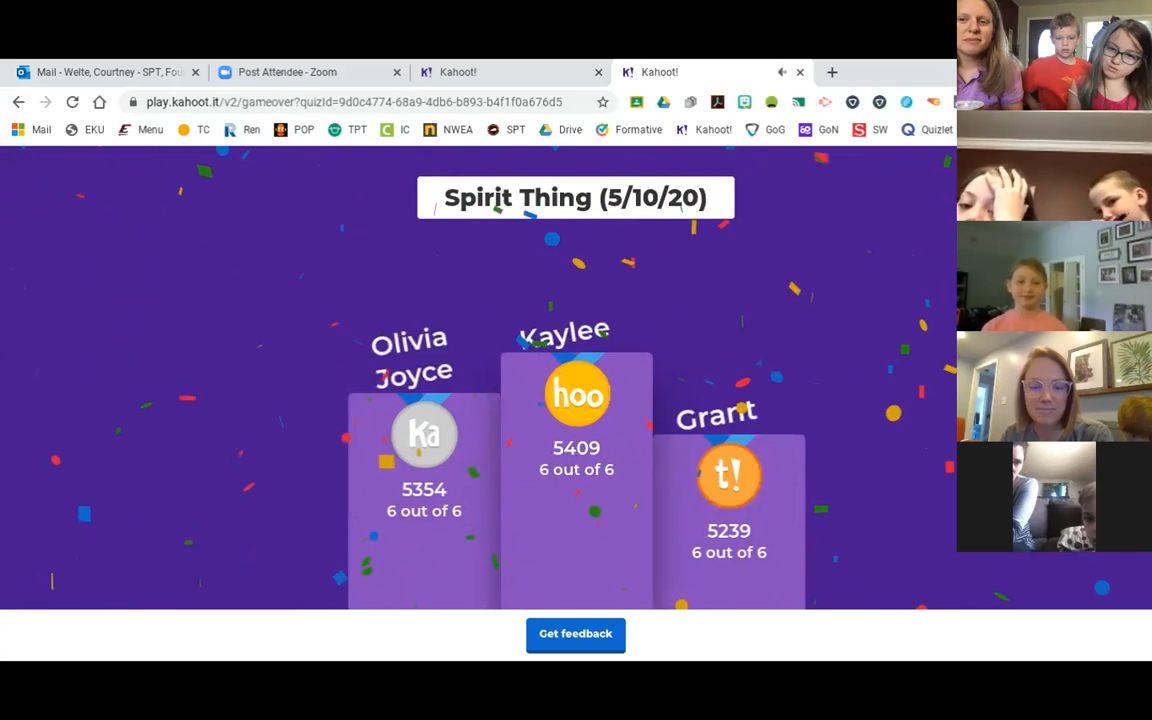 Mail - Welte, Courtney - SPT, Fou
Post Attendee - Zoom
Kahoot!
Kahoot!
play.kahoot.it/v2/gameover?quizId=9d0c4774-68a9-4db6-b893-b4f1f0a676d5
Mail EKU Menu TC Ren POP TPT IC NWEA SPT Drive Formative Kahoot! GoG GoN SW Quizlet
Spirit Thing (5/10/20)
Kaylee
Olivia
Joyce
Grant
hoo
Ka
t!
5409
6 out of 6
5354
6 out of 6
5239
6 out of 6
Get feedback